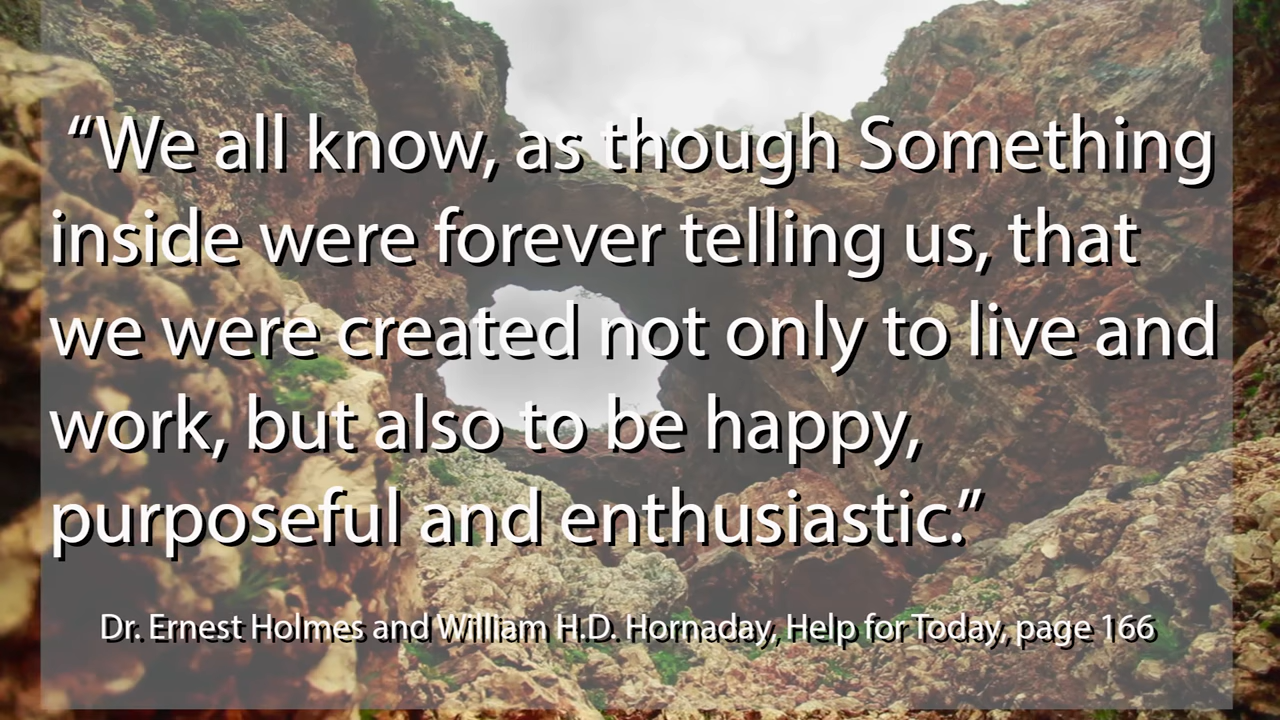 “We all know, as though Something
inside were forever telling us, that
we were created not only to live and
work, but also to be happy,
purposeful and enthusiastic.”
Dr. Ernest Holmes and William H.D. Hornaday, Help for Today, page 166